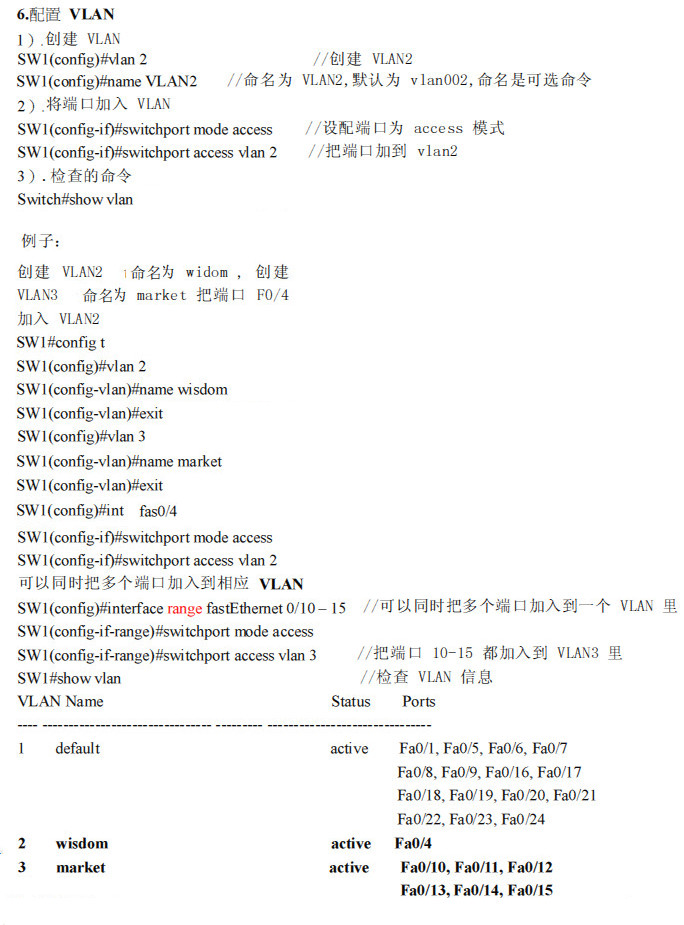 6.配置 VLAN
1）.创建 VLAN
SW1(config)#vlan 2 //创建 VLAN2
SW1(config)#name VLAN2 //命名为 VLAN2,默认为 vlan002,命名是可选命令
2）.将端口加入 VLAN
SW1(config-if)#switchport mode access //设配端口为 access 模式
SW1(config-if)#switchport access vlan 2 //把端口加到 vlan2
3）.检查的命令
Switch#show vlan
例子:
创建 VLAN2 命名为 widom , 创建
VLAN3 命名为 market 把端口 F0/4
加入 VLAN2
SW1#config t
SW1(config)#vlan 2
SW1(config-vlan)#name wisdom
SW1(config-vlan)#exit
SW1(config)#vlan 3
SW1(config-vlan)#name market
SW1(config-vlan)#exit
SW1(config)#int fas0/4
SW1(config-if)#switchport mode access
SW1(config-if)#switchport access vlan 2
可以同时把多个端口加入到相应 VLAN
SW1(config)#interface range fastEthernet 0/10 – 15 //可以同时把多个端口加入到一个 VLAN 里
SW1(config-if-range)#switchport mode access
SW1(config-if-range)#switchport access vlan 3 //把端口 10-15 都加入到 VLAN3 里
SW1#show vlan //检查 VLAN 信息
VLAN Name Status Ports
---- -------------------------------- --------- -------------------------------
1 default active Fa0/1, Fa0/5, Fa0/6, Fa0/7
Fa0/8, Fa0/9, Fa0/16, Fa0/17
Fa0/18, Fa0/19, Fa0/20, Fa0/21
Fa0/22, Fa0/23, Fa0/24
2 wisdom active Fa0/4
3 market active Fa0/10, Fa0/11, Fa0/12
Fa0/13, Fa0/14, Fa0/15